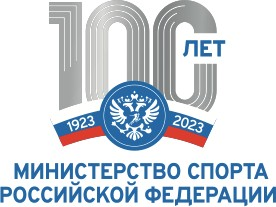 100 ЛЕТ
1923 2023
МИНИСТЕРСТВО СПОРТА
РОССИЙСКОЙ ФЕДЕРАЦИИ